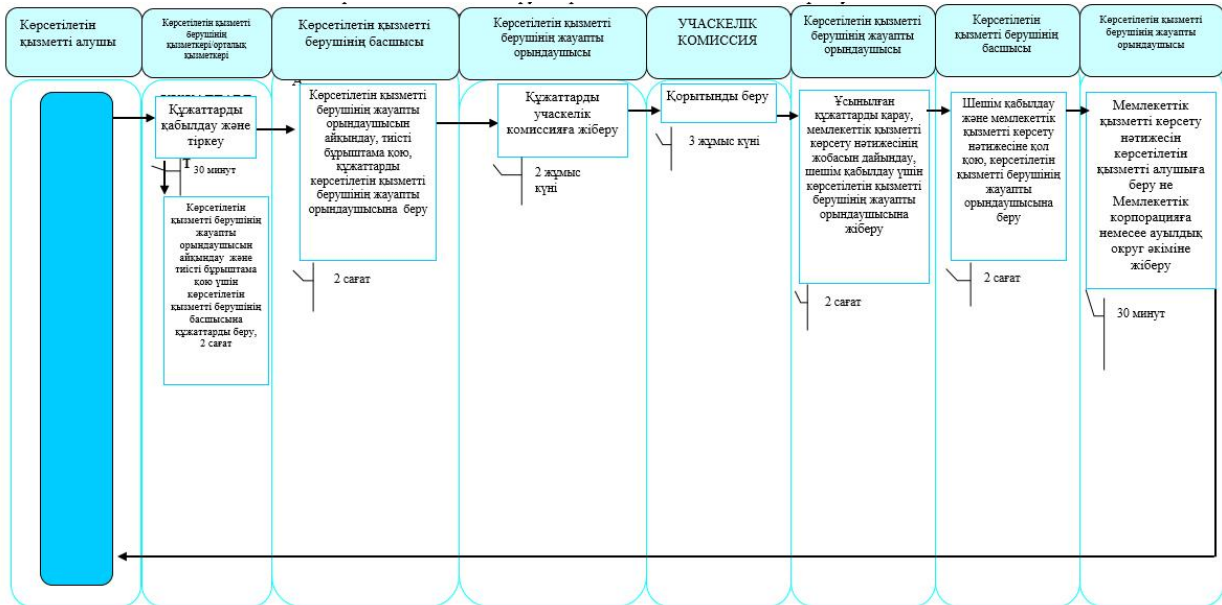 Көрсетілетін
қызметті алушы
Көрсетілетін қызметті
берушінің
қызметкері/орталық
қызметкері
Көрсетілетін қызметті
берушінің басшысы
Көрсетілетін қызметті
берушінің жауапты
орындаушысы
УЧАСКЕЛІК
КОМИССИЯ
Көрсетілетін қызметті
берушінің жауапты
орындаушысы
Көрсетілетін
қызметті берушінің
басшысы
Көрсетілетін қызметті
берушінің жауапты
орындаушысы
Құжаттарды
қабылдау және
тіркеу
30 минут
Көрсетілетін
қызметті берушінің
жауапты
орындаушысын
айқындау және
тиісті бұрыштама
қою үшін
көрсетілетін
қызметті берушінің
басшысына
құжаттарды беру,
2 сағат
Көрсетілетін қызметті
берушінің жауапты
орындаушысын
айқындау, тиісті
бұрыштама қою,
құжаттарды
көрсетілетін қызметті
берушінің жауапты
орындаушысына беру
2 сағат
Құжаттарды
учаскелік
комиссияға жіберу
2 жұмыс
күні
Қорытынды беру
3 жұмыс күні
Ұсынылған
құжаттарды қарау,
мемлекеттік қызметті
көрсету нәтижесінің
жобасын дайындау,
шешім қабылдау үшін
көрсетілетін қызметті
берушінің жауапты
орындаушысына
жіберу
2 сағат
Шешім қабылдау
және мемлекеттік
қызметті көрсету
нәтижесіне қол
қою, көрсетілетін
қызметті берушінің
жауапты
орындаушысына
беру
2 сағат
Мемлекеттік
қызметті көрсету
нәтижесін
көрсетілетін
қызметті алушыға
беру не
Мемлекеттік
корпорацияға
немесее ауылдық
округ әкіміне
жіберу
30 минут